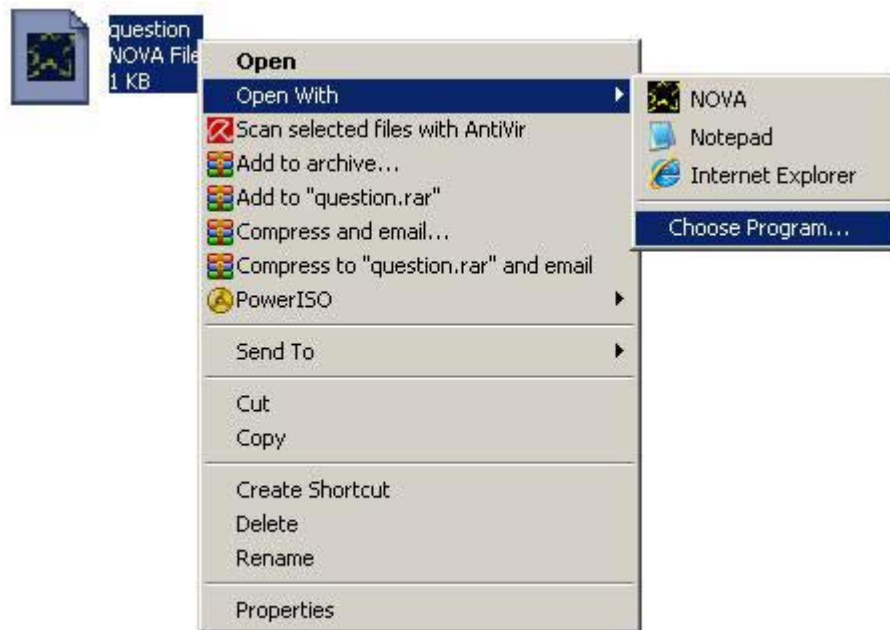 question
NOVA File
1 KB
Open
Open With
Scan selected files with AntiVir
Add to archive...
Add to "question.rar"
Compress and email...
Compress to "question.rar" and email
PowerISO
Send To
Cut
Copy
Create Shortcut
Delete
Rename
Properties
NOVA
Notepad
Internet Explorer
Choose Program...